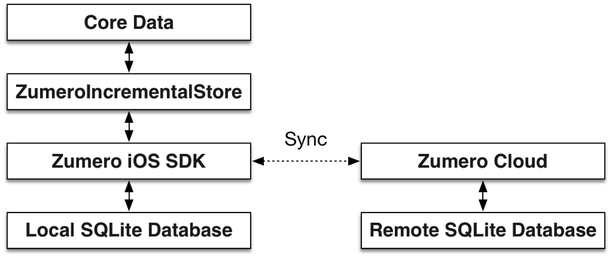 Core Data
ZumeroIncrementalStore
Zumero iOS SDK
Sync
Zumero Cloud
Local SQLite Database
Remote SQLite Database